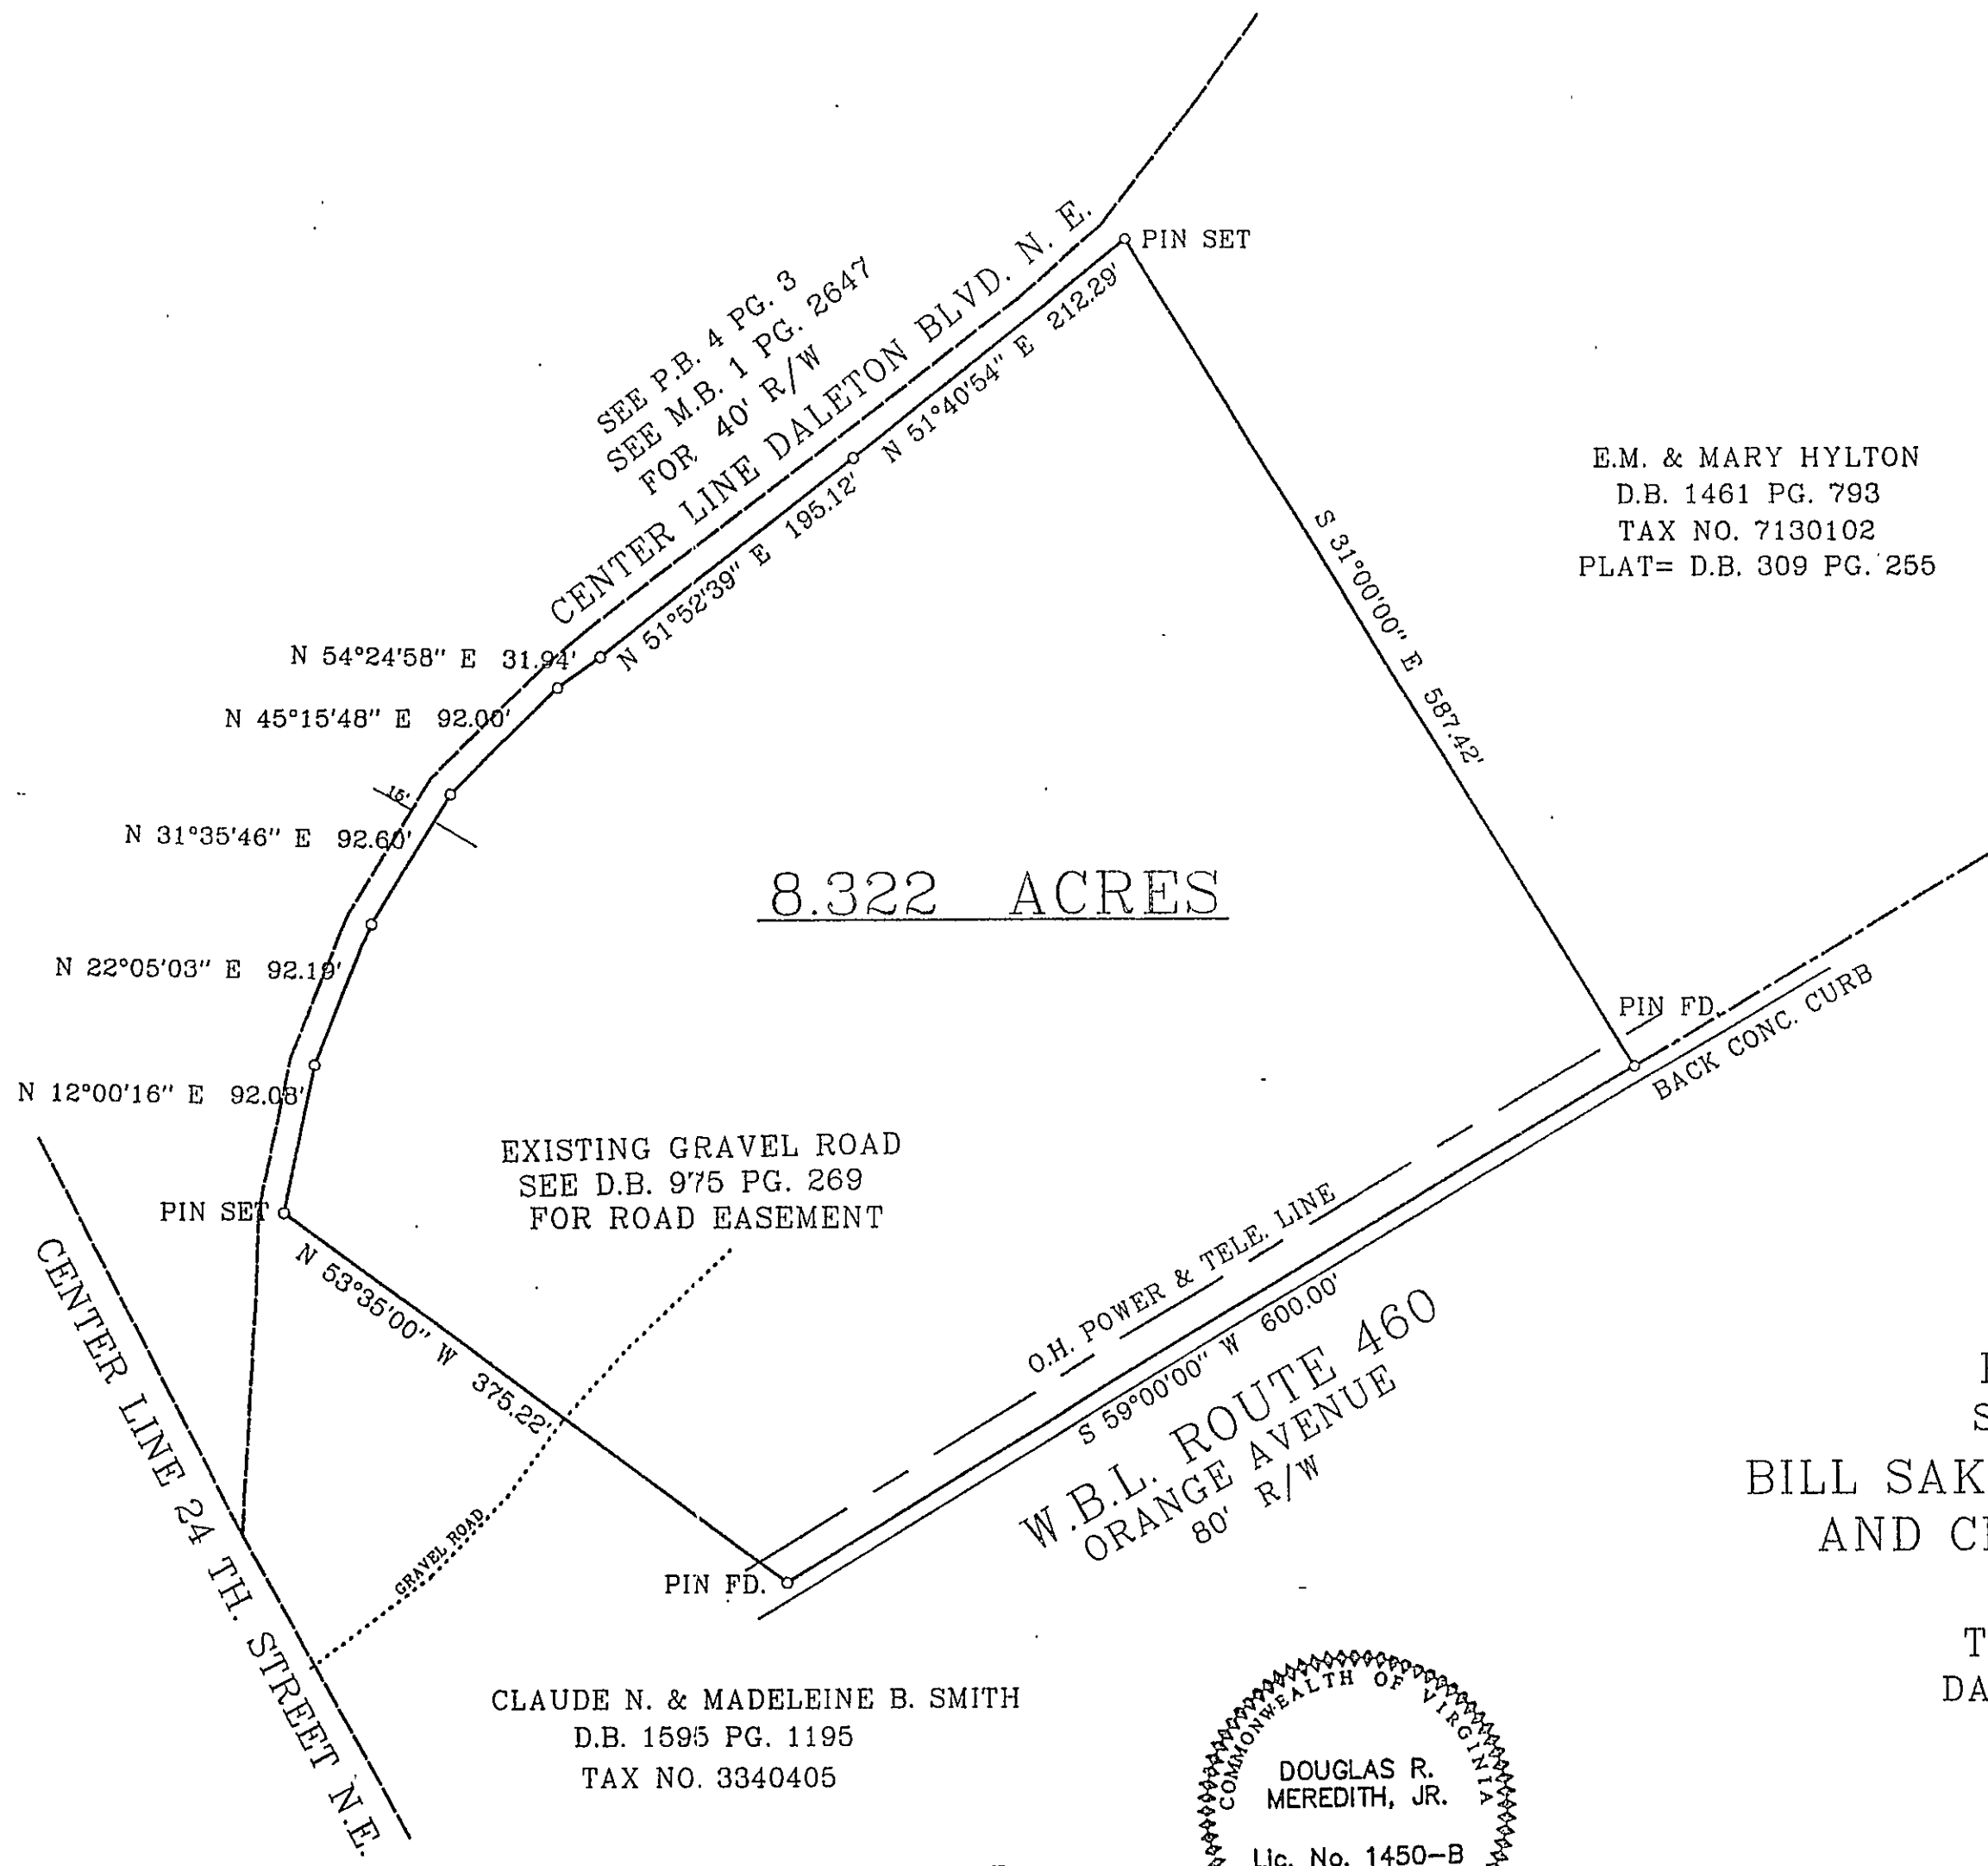 SEE P.B. 4 PG. 3
SEE M.B. 1 PG. 2647
FOR 40' R/W
CENTER LINE DALETON BLVD. N. E.
PIN SET
N 51°40'54" E 212.29'
N 51°52'39" E 195.12'
E.M. & MARY HYLTON
D.B. 1461 PG. 793
TAX NO. 7130102
PLAT= D.B. 309 PG. 255
S 31°00'00" E 587.42'
N 54°24'58" E 31.94'
N 45°15'48" E 92.00'
15'
N 31°35'46" E 92.60'
8.322 ACRES
N 22°05'03" E 92.19'
PIN FD.
BACK CONC. CURB
N 12°00'16" E 92.08'
EXISTING GRAVEL ROAD
SEE D.B. 975 PG. 269
FOR ROAD EASEMENT
PIN SET
N 53°35'00" W 375.22'
O.H. POWER & TELE. LINE
S 59°00'00" W 600.00'
W.B.L. ROUTE 460
ORANGE AVENUE
80' R/W
CENTER LINE 24 TH. STREET N.E.
GRAVEL ROAD
PIN FD.
S
BILL SAK
AND C
T
DA
CLAUDE N. & MADELEINE B. SMITH
D.B. 1595 PG. 1195
TAX NO. 3340405
COMMONWEALTH OF VIRGINIA
DOUGLAS R.
MEREDITH, JR.
Lic. No. 1450-B